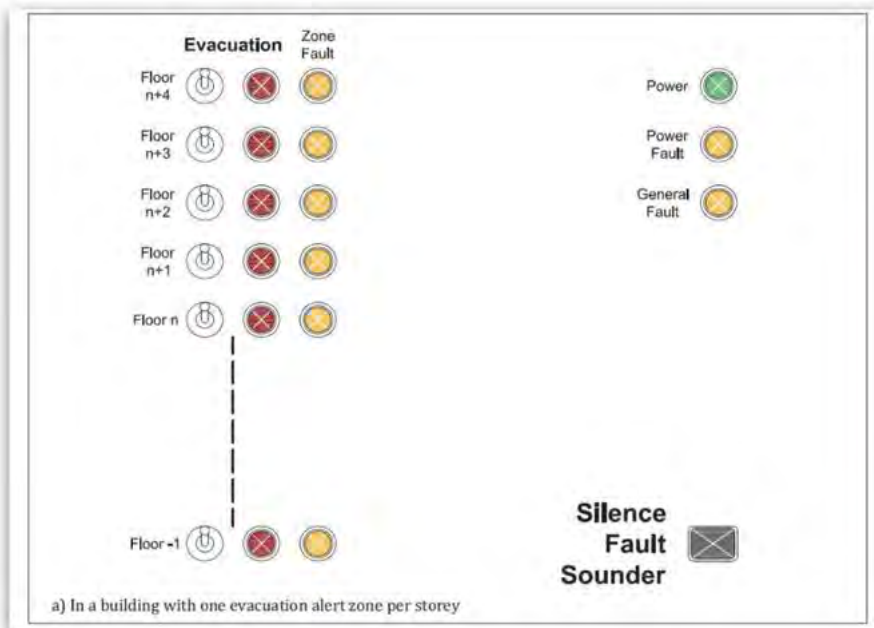 Evacuation
Zone
Fault
Floor
n+4
Floor
n+3
Floor
n+2
Floor
n+1
Floor n
Floor -1
Power
Power
Fault
General
Fault
Silence
Fault
Sounder
a) In a building with one evacuation alert zone per storey